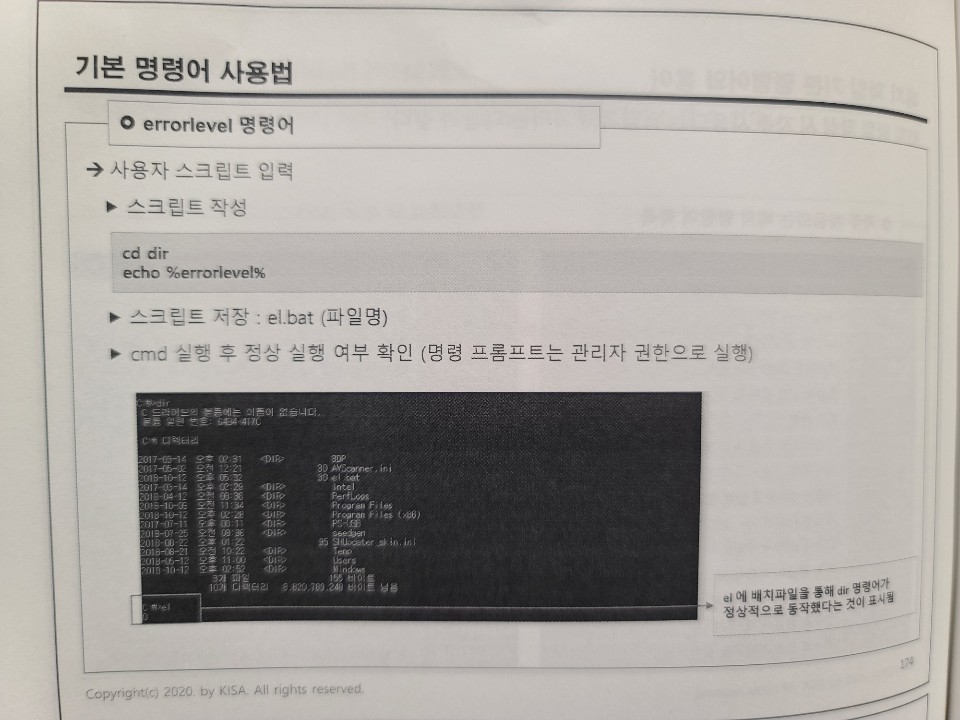 기본 명령어 사용법
errorlevel 명령어
→ 사용자 스크립트 입력
▶ 스크립트 작성
cd dir
echo %errorlevel%
▶ 스크립트 저장 : el.bat (파일명)
▶ cmd 실행 후 정상 실행 여부 확인 (명령 프롬프트는 관리자 권한으로 실행)
C:₩>dir
C 드라이브의 볼륨에는 이름이 없습니다.
볼륨 일련 번호:
C:₩ 디렉터리
2017-03-14 오후 02:31 <DIR> BDP
2017-05-02 오전 12:21 30 AVScanner.ini
2018-10-12 오후 05:32 30 el.bat
2017-03-14 오후 02:29 <DIR> Intel
2018-04-12 오전 08:36 <DIR> PerfLogs
2018-10-05 오전 11:34 <DIR> Program Files
2018-10-12 오후 02:28 <DIR> Program Files (x86)
2017-07-11 오후 <DIR>
2018-07-25 오전 <DIR>
2018-08-22 오후 01:22 95 SHUpdater_skin.ini
2018-08-21 오전 10:22 <DIR> Temp
2018-05-12 오후 11:00 <DIR> Users
2018-10-12 오후 02:52 <DIR> Windows
3개 파일 155 바이트
10개 디렉터리 8,820,789,248 바이트 남음
C:₩>el
0
el 에 배치파일을 통해 dir 명령어가
정상적으로 동작했다는 것이 표시됨
174
Copyright(c) 2020. by KISA. All rights reserved.